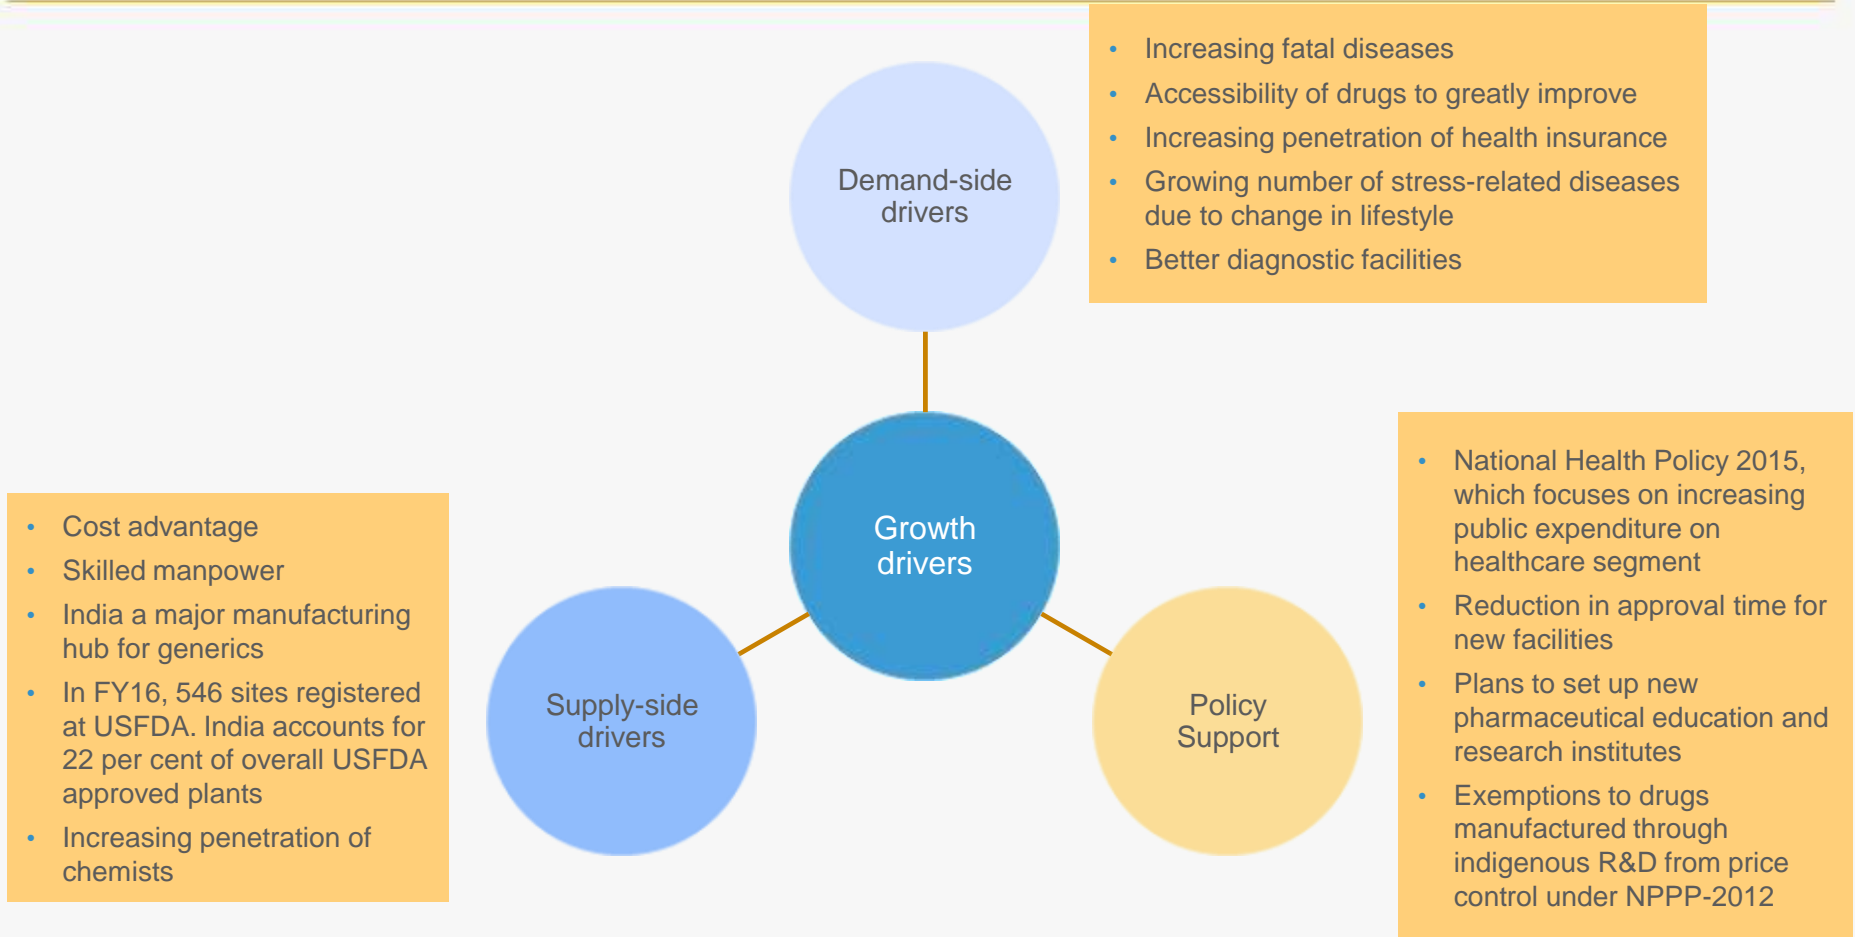 • Increasing fatal diseases
• Accessibility of drugs to greatly improve
• Increasing penetration of health insurance
• Growing number of stress-related diseases
due to change in lifestyle
• Better diagnostic facilities
Demand-side
drivers
Growth
drivers
Supply-side
drivers
Policy
Support
• Cost advantage
• Skilled manpower
• India a major manufacturing
hub for generics
• In FY16, 546 sites registered
at USFDA. India accounts for
22 per cent of overall USFDA
approved plants
• Increasing penetration of
chemists
• National Health Policy 2015,
which focuses on increasing
public expenditure on
healthcare segment
• Reduction in approval time for
new facilities
• Plans to set up new
pharmaceutical education and
research institutes
• Exemptions to drugs
manufactured through
indigenous R&D from price
control under NPPP-2012